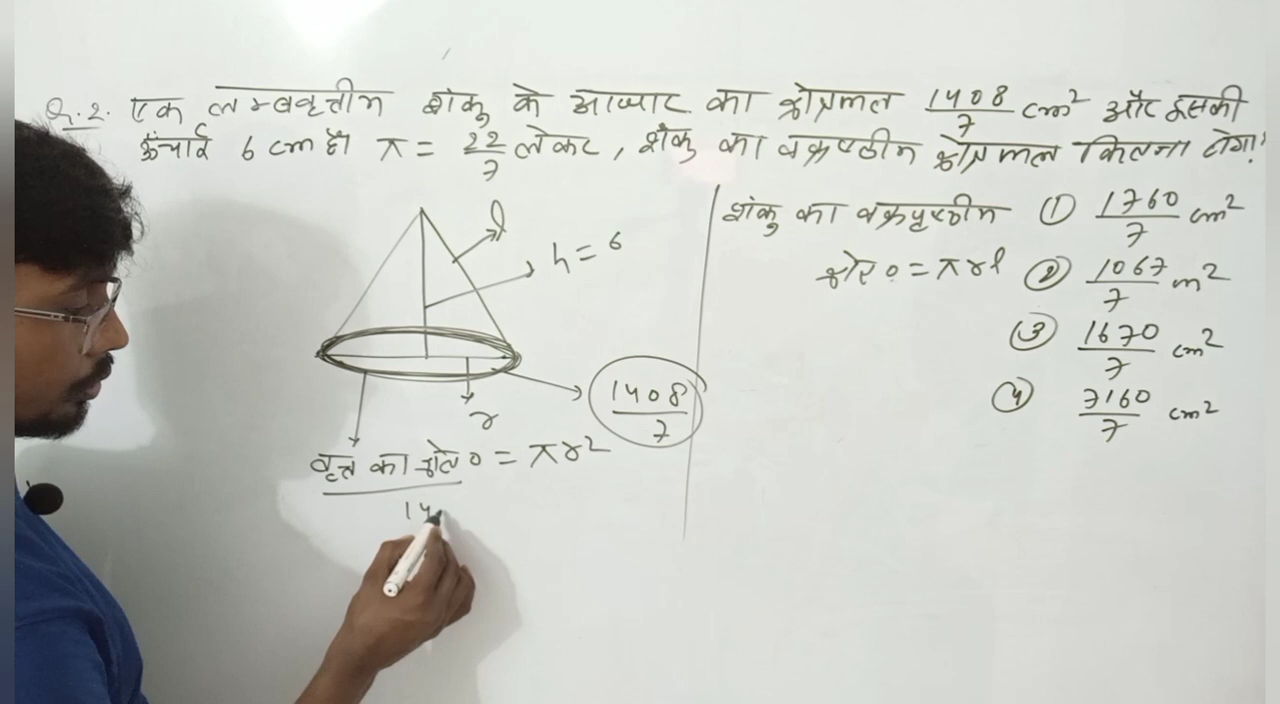 Q.2. एक लम्बवृत्तीय शंकु के आधार का क्षेत्रफल 1408/7 cm² और इसकी
ऊंचाई 6 cm है। π = 22/7 लेकर, शंकु का वक्रपृष्ठीय क्षेत्रफल कितना होगा?
शंकु का वक्रपृष्ठीय
क्षे० = πrl
① 1760/7 cm²
② 1067/7 m²
③ 1670/7 cm²
④ 7160/7 cm²
l
h = 6
r
1408/7
वृत्त का क्षे० = πr²
14